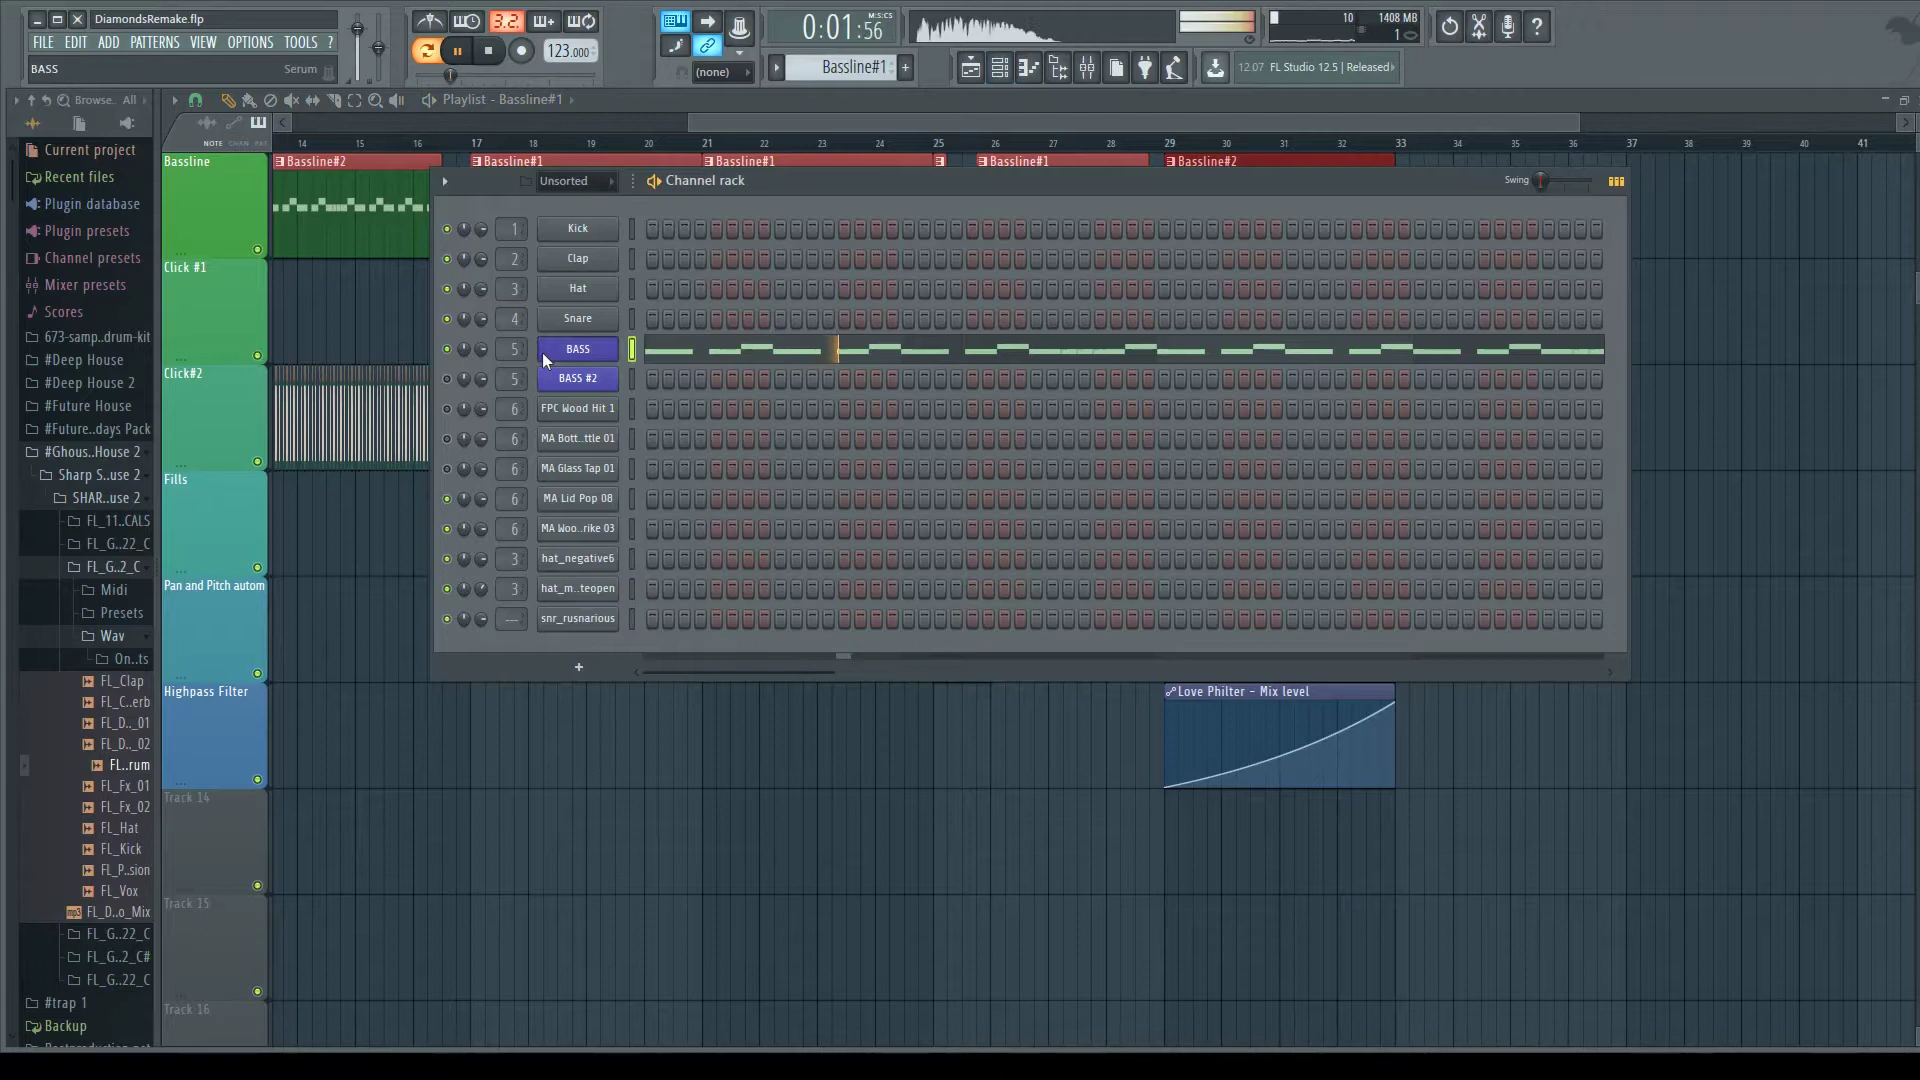 DiamondsRemake.flp
FILE EDIT ADD PATTERNS VIEW OPTIONS TOOLS ?
BASS Serum
3.2
123.000
(none)
0:01:56 M:S:CS
Bassline#1
10 1408 MB
1
12.07 FL Studio 12.5 | Released
Browse.. All
Playlist - Bassline#1
NOTE CHAN PAT
14 15 16 17 18 19 20 21 22 23 24 25 26 27 28 29 30 31 32 33 34 35 36 37 38 39 40 41
Current project
Recent files
Plugin database
Plugin presets
Channel presets
Mixer presets
Scores
673-samp..drum-kit
#Deep House
#Deep House 2
#Future House
#Future..days Pack
#Ghous..House 2
Sharp S..use 2
SHAR..use 2
FL_11..CALS
FL_G..22_C
FL_G..2_C
Midi
Presets
Wav
On..ts
FL_Clap
FL_C..erb
FL_D.._01
FL_D.._02
FL..rum
FL_Fx_01
FL_Fx_02
FL_Hat
FL_Kick
FL_P..sion
FL_Vox
FL_D..o_Mix
FL_G..22_C
FL_G..2_C#
FL_G..22_C
#trap 1
Backup
Bassline
Click #1
Click#2
Fills
Pan and Pitch autom
Highpass Filter
Track 14
Track 15
Track 16
Bassline#2 Bassline#1 Bassline#1 Bassline#1 Bassline#2
Unsorted Channel rack Swing
1 Kick
2 Clap
3 Hat
4 Snare
5 BASS
5 BASS #2
6 FPC Wood Hit 1
6 MA Bott..ttle 01
6 MA Glass Tap 01
6 MA Lid Pop 08
6 MA Woo..rike 03
3 hat_negative6
3 hat_m..teopen
--- snr_rusnarious
+
Love Philter - Mix level